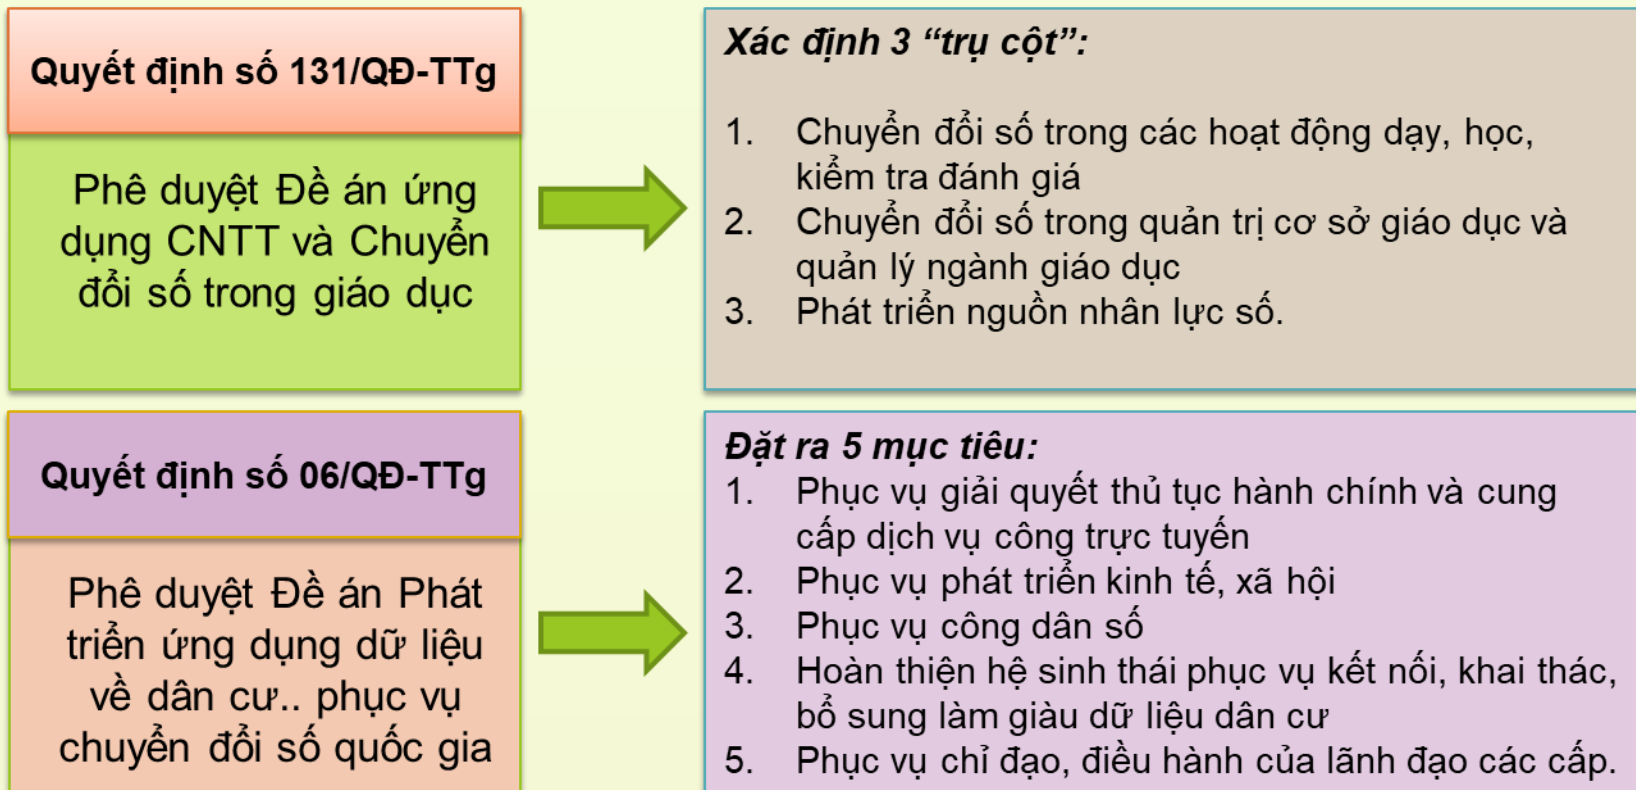 Quyết định số 131/QĐ-TTg
Phê duyệt Đề án ứng
dụng CNTT và Chuyển
đổi số trong giáo dục
Xác định 3 “trụ cột”:
1. Chuyển đổi số trong các hoạt động dạy, học,
kiểm tra đánh giá
2. Chuyển đổi số trong quản trị cơ sở giáo dục và
quản lý ngành giáo dục
3. Phát triển nguồn nhân lực số.
Quyết định số 06/QĐ-TTg
Phê duyệt Đề án Phát
triển ứng dụng dữ liệu
về dân cư.. phục vụ
chuyển đổi số quốc gia
Đặt ra 5 mục tiêu:
1. Phục vụ giải quyết thủ tục hành chính và cung
cấp dịch vụ công trực tuyến
2. Phục vụ phát triển kinh tế, xã hội
3. Phục vụ công dân số
4. Hoàn thiện hệ sinh thái phục vụ kết nối, khai thác,
bổ sung làm giàu dữ liệu dân cư
5. Phục vụ chỉ đạo, điều hành của lãnh đạo các cấp.